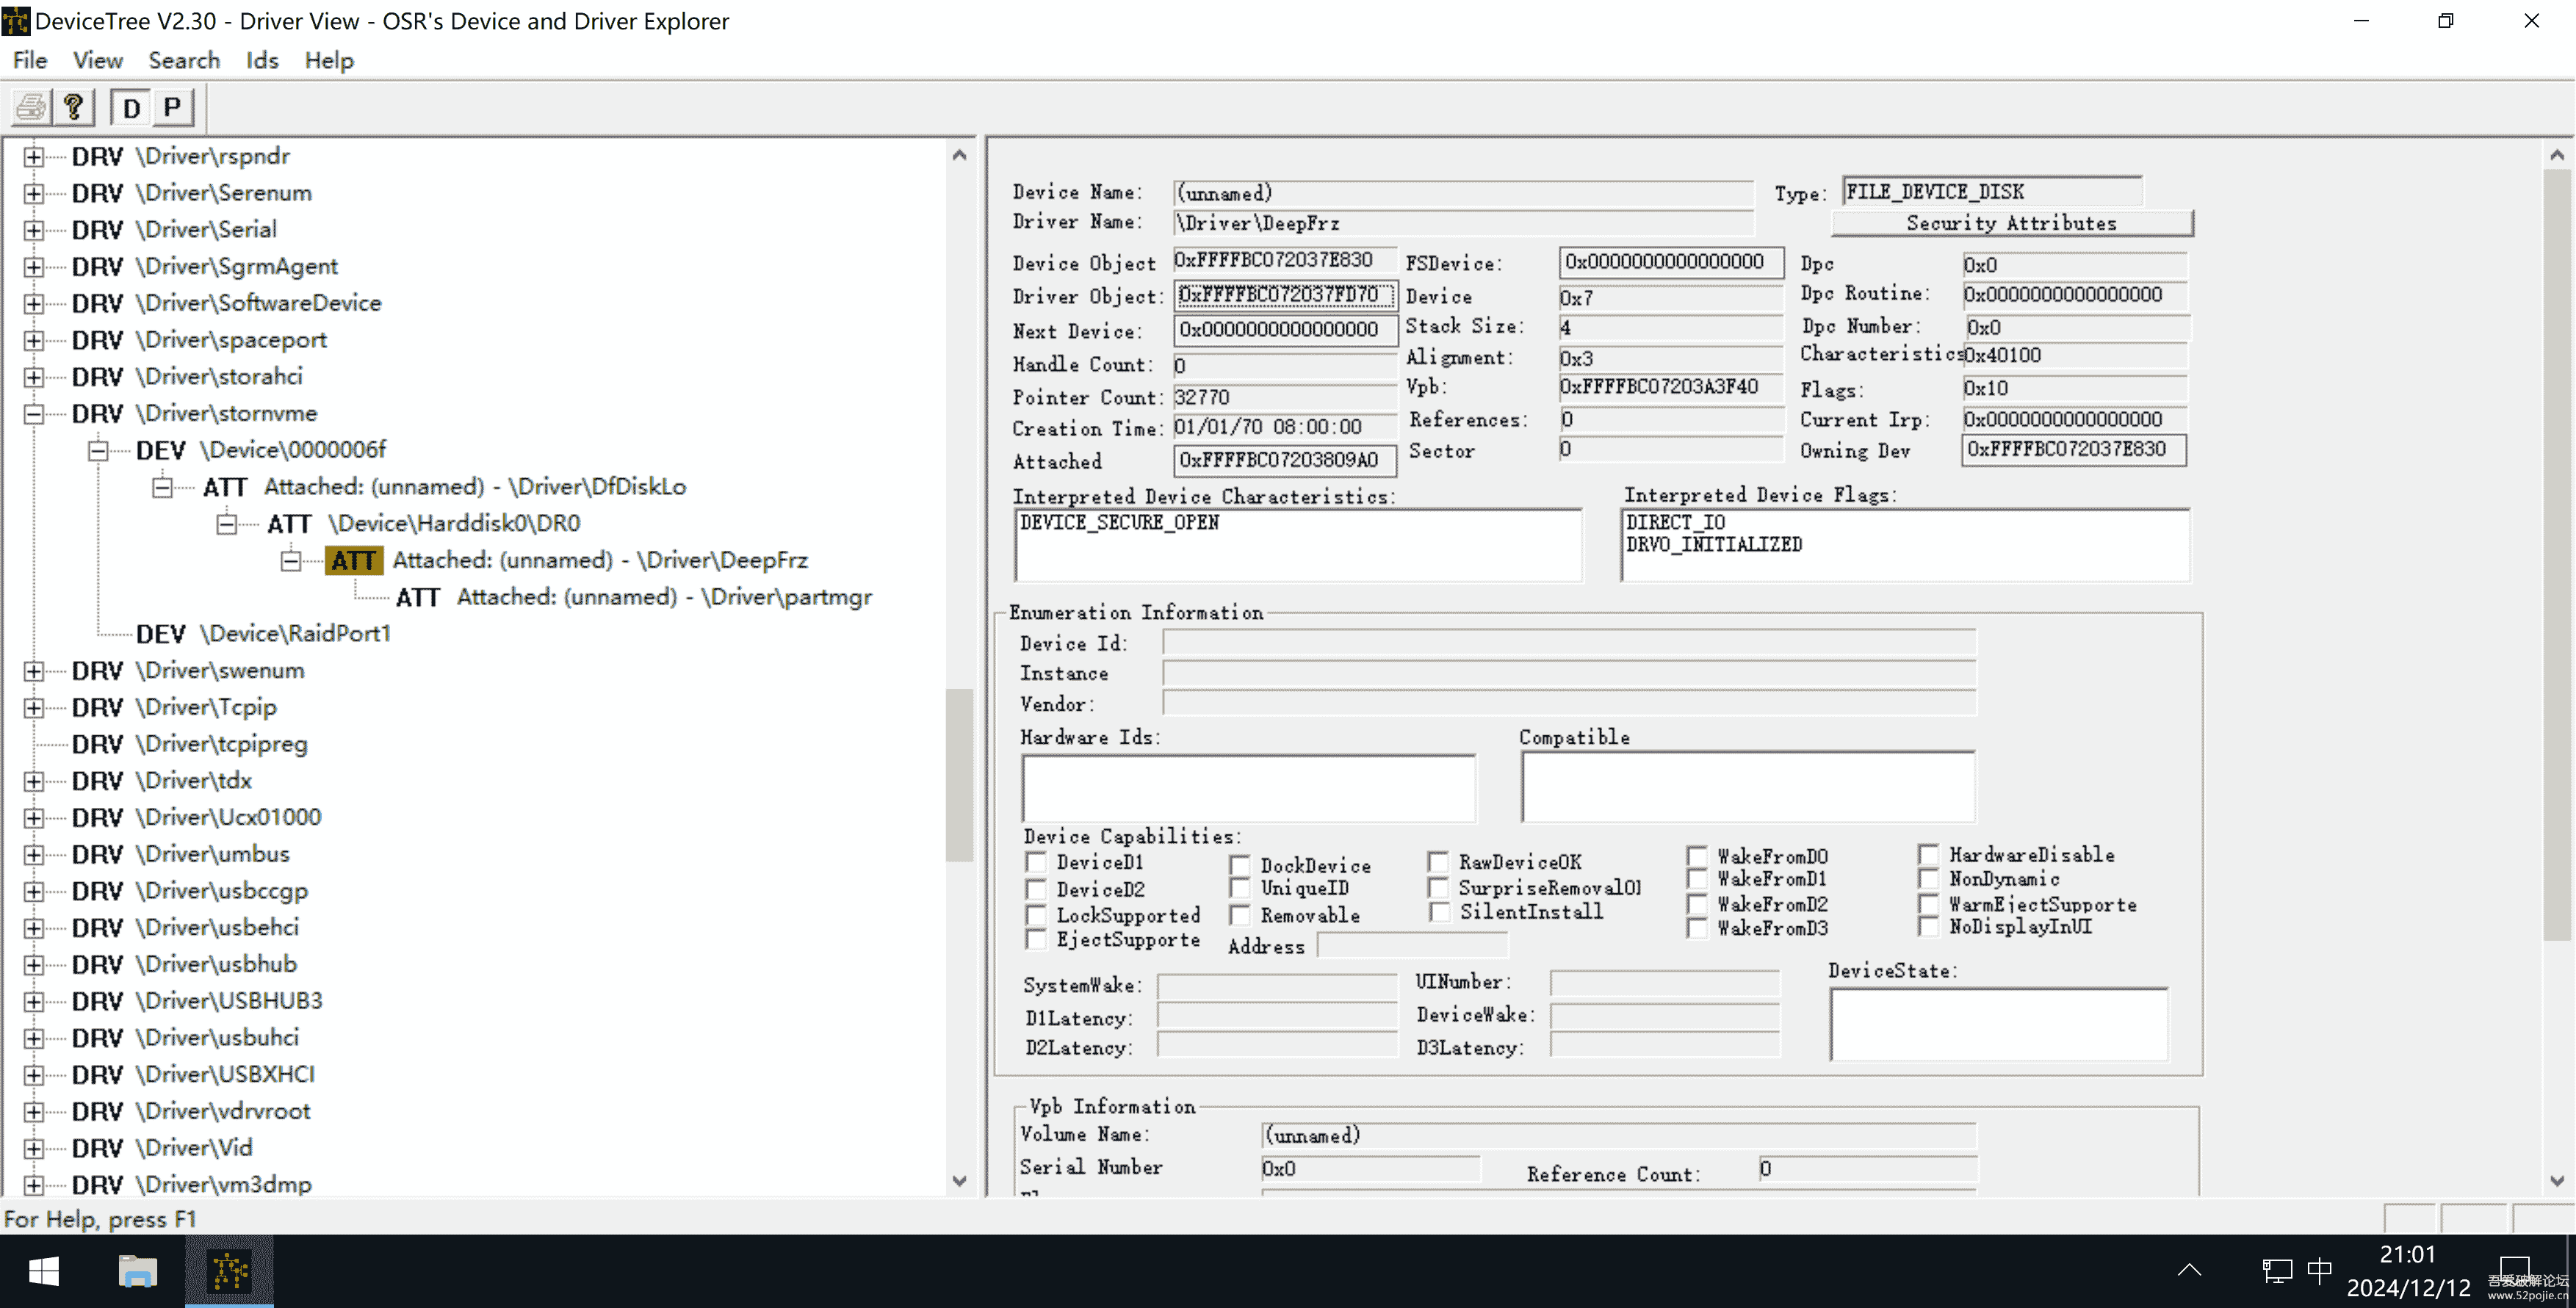 DeviceTree V2.30 - Driver View - OSR's Device and Driver Explorer
File View Search Ids Help
D P
DRV \Driver\rspndr
DRV \Driver\Serenum
DRV \Driver\Serial
DRV \Driver\SgrmAgent
DRV \Driver\SoftwareDevice
DRV \Driver\spaceport
DRV \Driver\storahci
DRV \Driver\stornvme
DEV \Device\0000006f
ATT Attached: (unnamed) - \Driver\DfDiskLo
ATT \Device\Harddisk0\DR0
ATT Attached: (unnamed) - \Driver\DeepFrz
ATT Attached: (unnamed) - \Driver\partmgr
DEV \Device\RaidPort1
DRV \Driver\swenum
DRV \Driver\Tcpip
DRV \Driver\tcpipreg
DRV \Driver\tdx
DRV \Driver\Ucx01000
DRV \Driver\umbus
DRV \Driver\usbccgp
DRV \Driver\usbehci
DRV \Driver\usbhub
DRV \Driver\USBHUB3
DRV \Driver\usbuhci
DRV \Driver\USBXHCI
DRV \Driver\vdrvroot
DRV \Driver\Vid
DRV \Driver\vm3dmp
Device Name: (unnamed) Type: FILE_DEVICE_DISK
Driver Name: \Driver\DeepFrz Security Attributes
Device Object 0xFFFFBC072037E830 FSDevice: 0x0000000000000000 Dpc 0x0
Driver Object: 0xFFFFBC072037FD70 Device 0x7 Dpc Routine: 0x0000000000000000
Next Device: 0x0000000000000000 Stack Size: 4 Dpc Number: 0x0
Handle Count: 0 Alignment: 0x3 Characteristics 0x40100
Pointer Count: 32770 Vpb: 0xFFFFBC07203A3F40 Flags: 0x10
Creation Time: 01/01/70 08:00:00 References: 0 Current Irp: 0x0000000000000000
Attached 0xFFFFBC07203809A0 Sector 0 Owning Dev 0xFFFFBC072037E830
Interpreted Device Characteristics: Interpreted Device Flags:
DEVICE_SECURE_OPEN DIRECT_IO
DRVO_INITIALIZED
Enumeration Information
Device Id:
Instance
Vendor:
Hardware Ids: Compatible
Device Capabilities:
DeviceD1 DockDevice RawDeviceOK WakeFromD0 HardwareDisable
DeviceD2 UniqueID SurpriseRemovalOl WakeFromD1 NonDynamic
LockSupported Removable SilentInstall WakeFromD2 WarmEjectSupporte
EjectSupporte Address WakeFromD3 NoDisplayInUI
SystemWake: UINumber: DeviceState:
D1Latency: DeviceWake:
D2Latency: D3Latency:
Vpb Information
Volume Name: (unnamed)
Serial Number 0x0 Reference Count: 0
For Help, press F1
中 21:01
2024/12/12
吾爱破解论坛
www.52pojie.cn